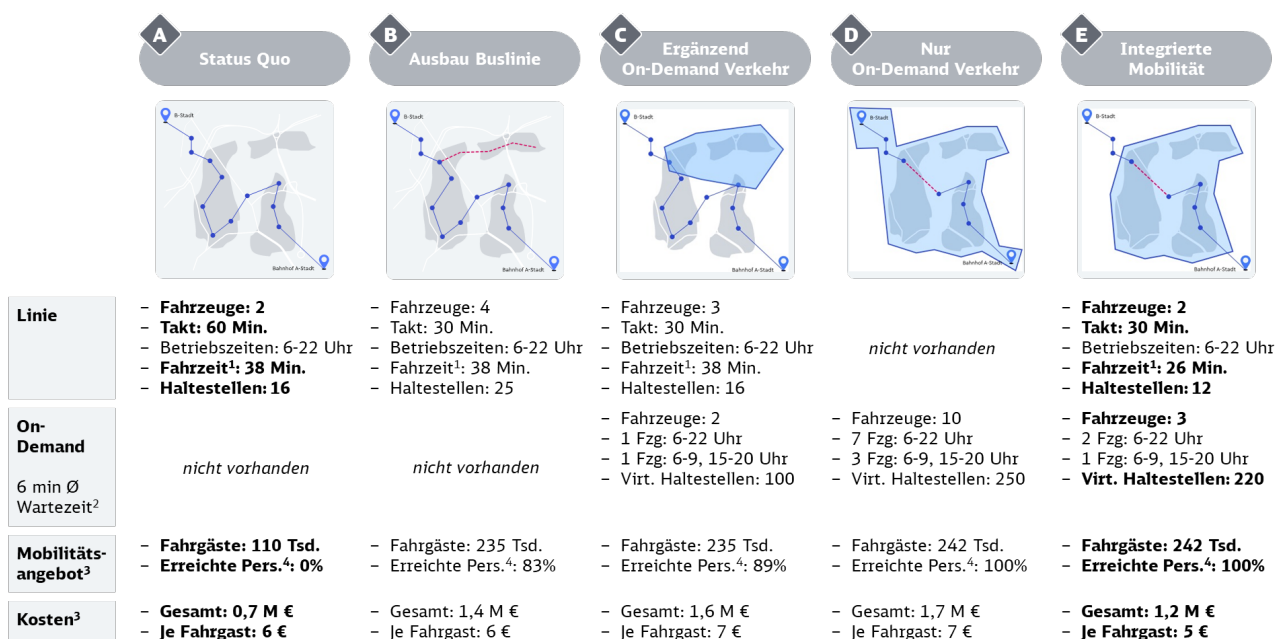 A
Status Quo
B
Ausbau Buslinie
C
Ergänzend
On-Demand Verkehr
D
Nur
On-Demand Verkehr
E
Integrierte
Mobilität
B-Stadt
Bahnhof A-Stadt
B-Stadt
Bahnhof A-Stadt
B-Stadt
Bahnhof A-Stadt
B-Stadt
Bahnhof A-Stadt
B-Stadt
Bahnhof A-Stadt
Linie
– Fahrzeuge: 2
– Takt: 60 Min.
– Betriebszeiten: 6-22 Uhr
– Fahrzeit¹: 38 Min.
– Haltestellen: 16
– Fahrzeuge: 4
– Takt: 30 Min.
– Betriebszeiten: 6-22 Uhr
– Fahrzeit¹: 38 Min.
– Haltestellen: 25
– Fahrzeuge: 3
– Takt: 30 Min.
– Betriebszeiten: 6-22 Uhr
– Fahrzeit¹: 38 Min.
– Haltestellen: 16
nicht vorhanden
– Fahrzeuge: 2
– Takt: 30 Min.
– Betriebszeiten: 6-22 Uhr
– Fahrzeit¹: 26 Min.
– Haltestellen: 12
On-
Demand
6 min Ø
Wartezeit²
nicht vorhanden
nicht vorhanden
– Fahrzeuge: 2
– 1 Fzg: 6-22 Uhr
– 1 Fzg: 6-9, 15-20 Uhr
– Virt. Haltestellen: 100
– Fahrzeuge: 10
– 7 Fzg: 6-22 Uhr
– 3 Fzg: 6-9, 15-20 Uhr
– Virt. Haltestellen: 250
– Fahrzeuge: 3
– 2 Fzg: 6-22 Uhr
– 1 Fzg: 6-9, 15-20 Uhr
– Virt. Haltestellen: 220
Mobilitäts-
angebot³
– Fahrgäste: 110 Tsd.
– Erreichte Pers.⁴: 0%
– Fahrgäste: 235 Tsd.
– Erreichte Pers.⁴: 83%
– Fahrgäste: 235 Tsd.
– Erreichte Pers.⁴: 89%
– Fahrgäste: 242 Tsd.
– Erreichte Pers.⁴: 100%
– Fahrgäste: 242 Tsd.
– Erreichte Pers.⁴: 100%
Kosten³
– Gesamt: 0,7 M €
– Je Fahrgast: 6 €
– Gesamt: 1,4 M €
– Je Fahrgast: 6 €
– Gesamt: 1,6 M €
– Je Fahrgast: 7 €
– Gesamt: 1,7 M €
– Je Fahrgast: 7 €
– Gesamt: 1,2 M €
– Je Fahrgast: 5 €